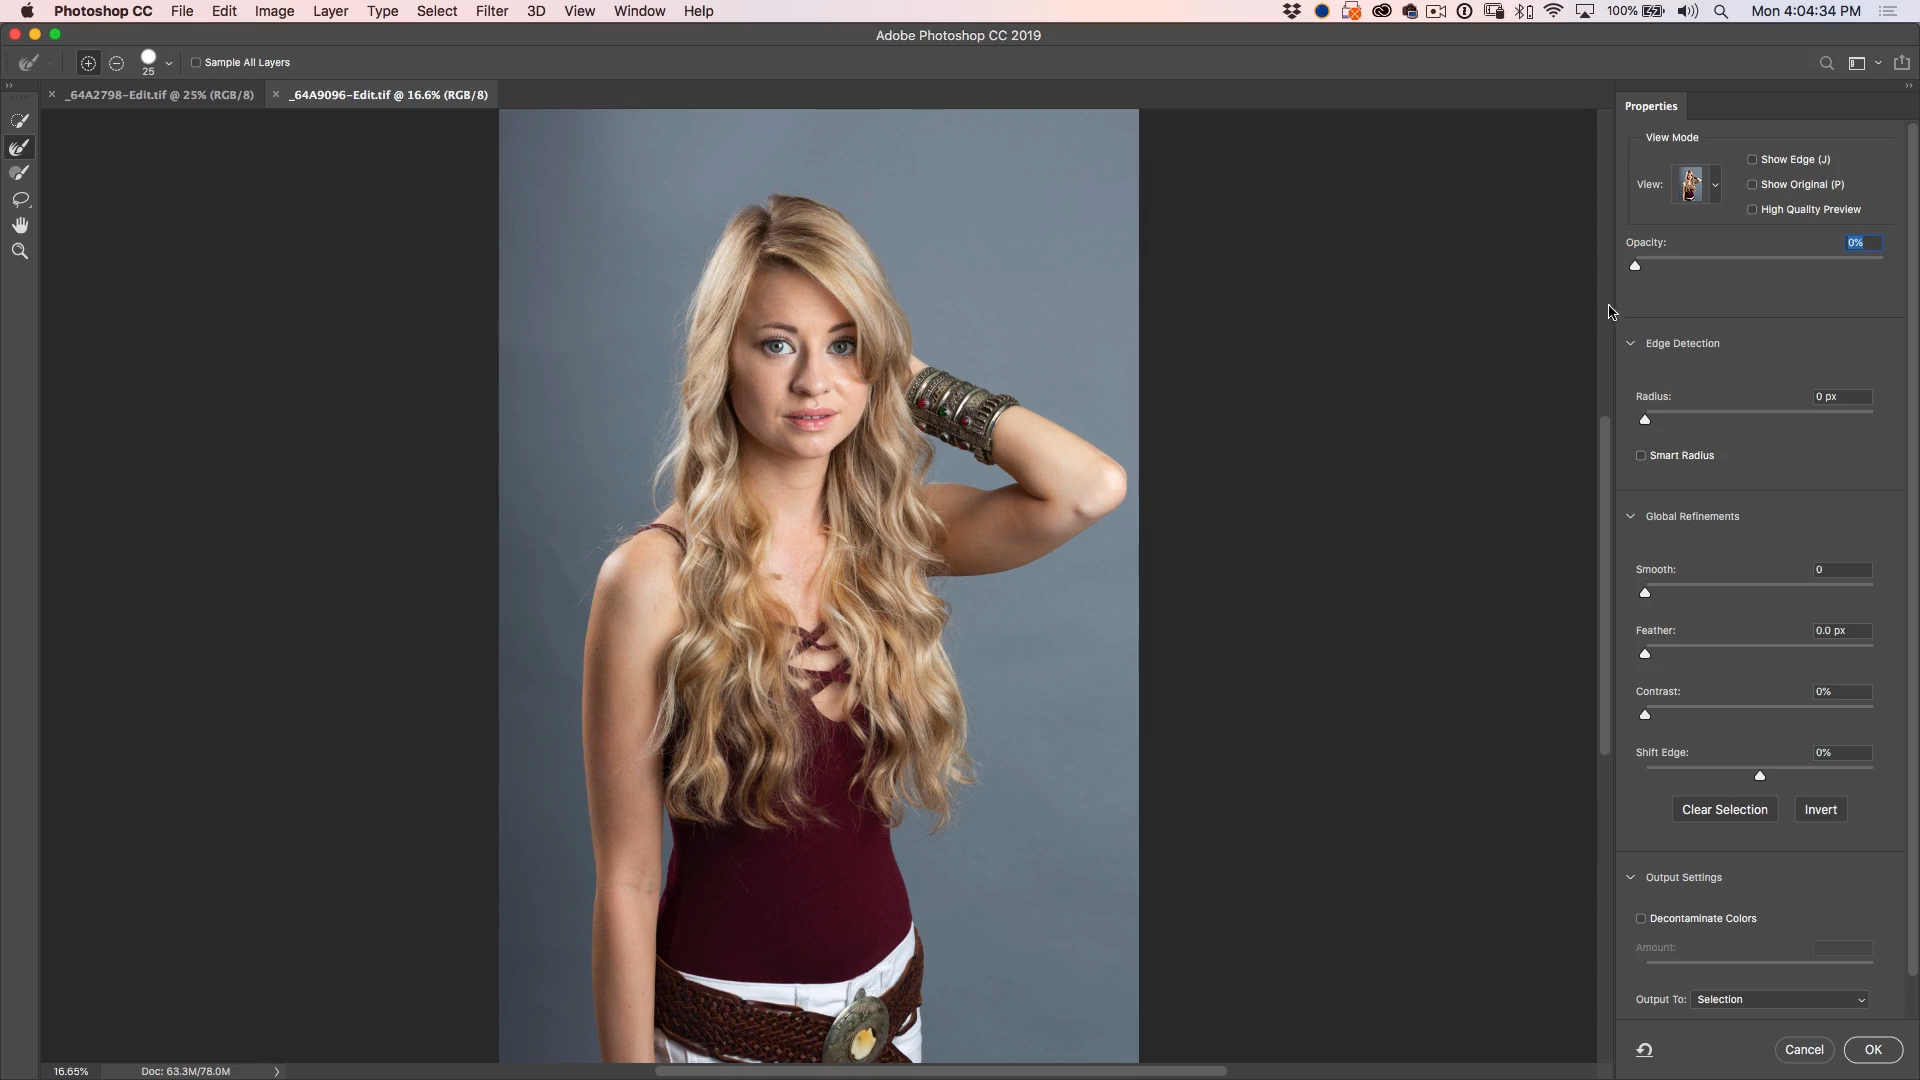 Photoshop CC File Edit Image Layer Type Select Filter 3D View Window Help 100% Mon 4:04:34 PM
Adobe Photoshop CC 2019
25 Sample All Layers
_64A2798-Edit.tif @ 25% (RGB/8) _64A9096-Edit.tif @ 16.6% (RGB/8)
Properties
View Mode
View:
Show Edge (J)
Show Original (P)
High Quality Preview
Opacity: 0%
Edge Detection
Radius: 0 px
Smart Radius
Global Refinements
Smooth: 0
Feather: 0.0 px
Contrast: 0%
Shift Edge: 0%
Clear Selection Invert
Output Settings
Decontaminate Colors
Amount:
Output To: Selection
Cancel OK
16.65% Doc: 63.3M/78.0M